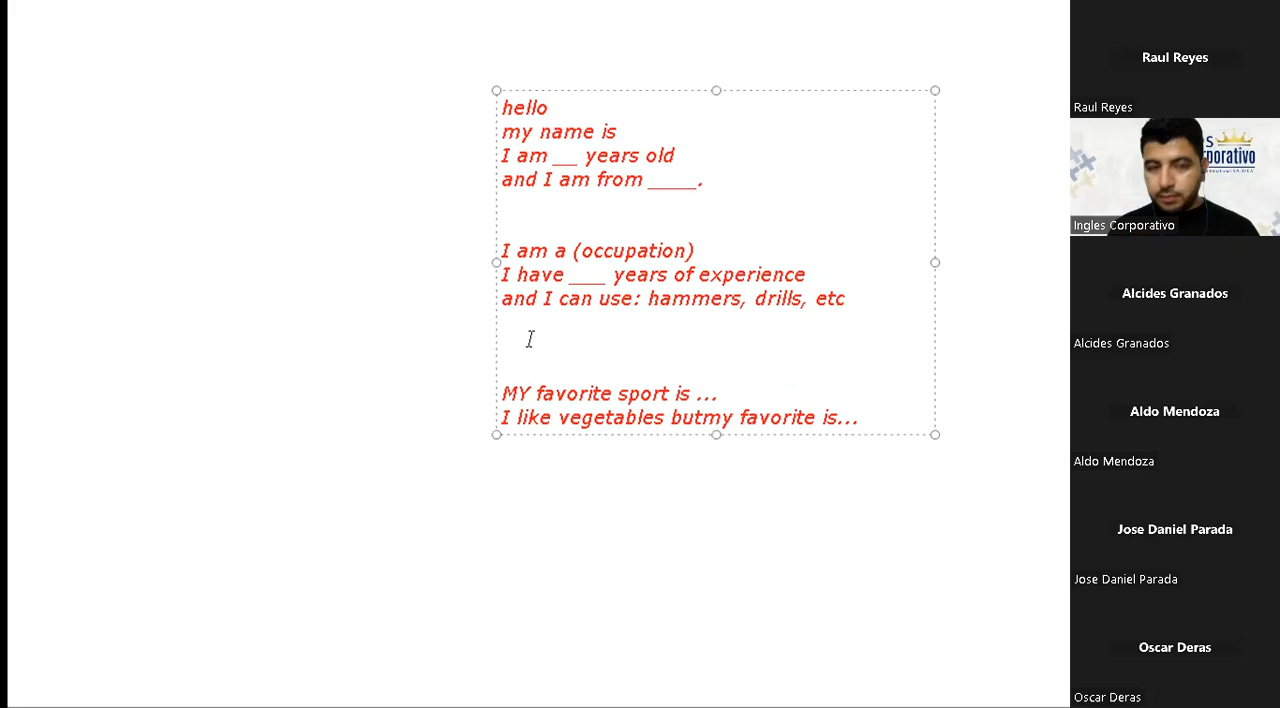 hello
my name is
I am __ years old
and I am from ____.
I am a (occupation)
I have ___ years of experience
and I can use: hammers, drills, etc
MY favorite sport is ...
I like vegetables butmy favorite is...
Raul Reyes
Raul Reyes
Ingles Corporativo
Alcides Granados
Alcides Granados
Aldo Mendoza
Aldo Mendoza
Jose Daniel Parada
Jose Daniel Parada
Oscar Deras
Oscar Deras